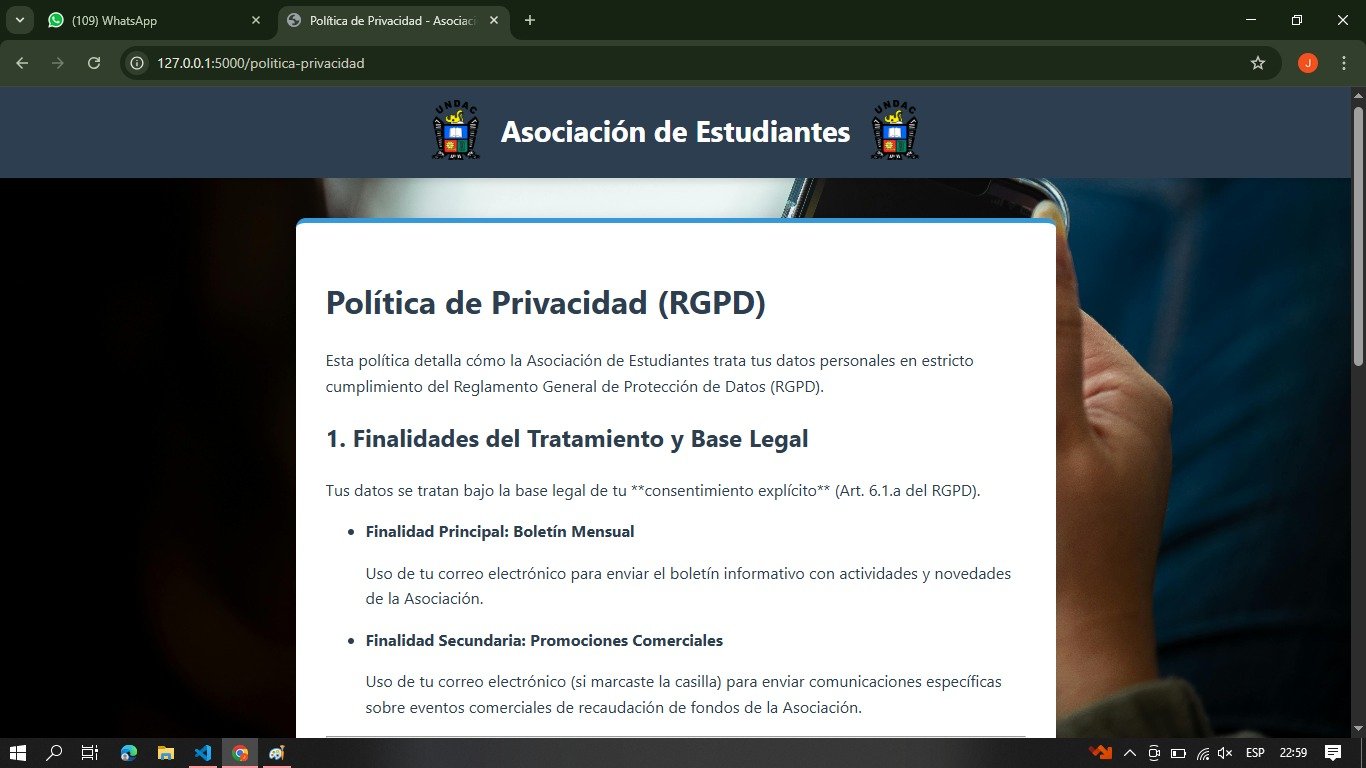 (109) WhatsApp
Política de Privacidad - Asociac
127.0.0.1:5000/politica-privacidad
J
UNDAC
Asociación de Estudiantes
UNDAC
Política de Privacidad (RGPD)
Esta política detalla cómo la Asociación de Estudiantes trata tus datos personales en estricto
cumplimiento del Reglamento General de Protección de Datos (RGPD).
1. Finalidades del Tratamiento y Base Legal
Tus datos se tratan bajo la base legal de tu **consentimiento explícito** (Art. 6.1.a del RGPD).
• Finalidad Principal: Boletín Mensual
Uso de tu correo electrónico para enviar el boletín informativo con actividades y novedades
de la Asociación.
• Finalidad Secundaria: Promociones Comerciales
Uso de tu correo electrónico (si marcaste la casilla) para enviar comunicaciones específicas
sobre eventos comerciales de recaudación de fondos de la Asociación.
ESP
22:59